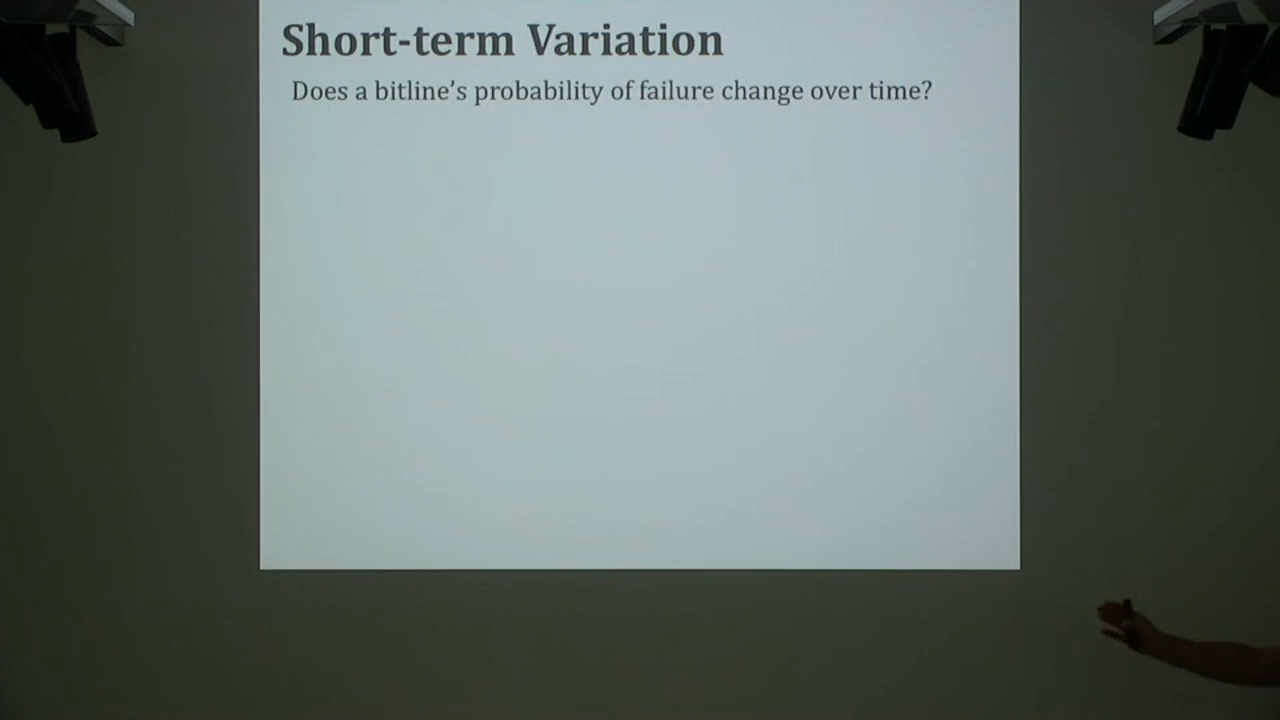 Short-term Variation
Does a bitline’s probability of failure change over time?